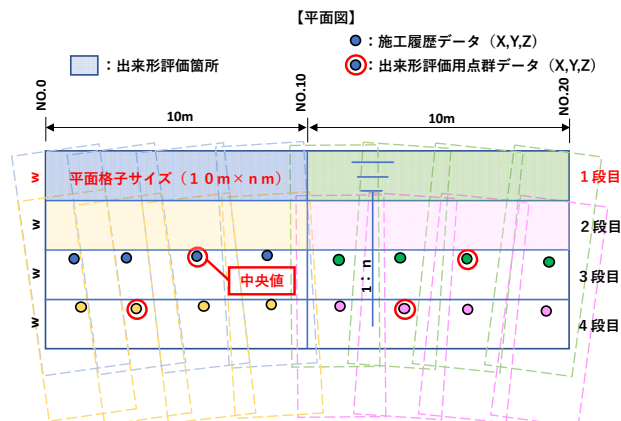 【平面図】
：施工履歴データ（X,Y,Z）
：出来形評価箇所
：出来形評価用点群データ（X,Y,Z）
NO.0
NO.10
NO.20
10m
10m
w
平面格子サイズ（１０ｍ×ｎｍ）
１段目
w
２段目
w
中央値
1：n
３段目
w
４段目